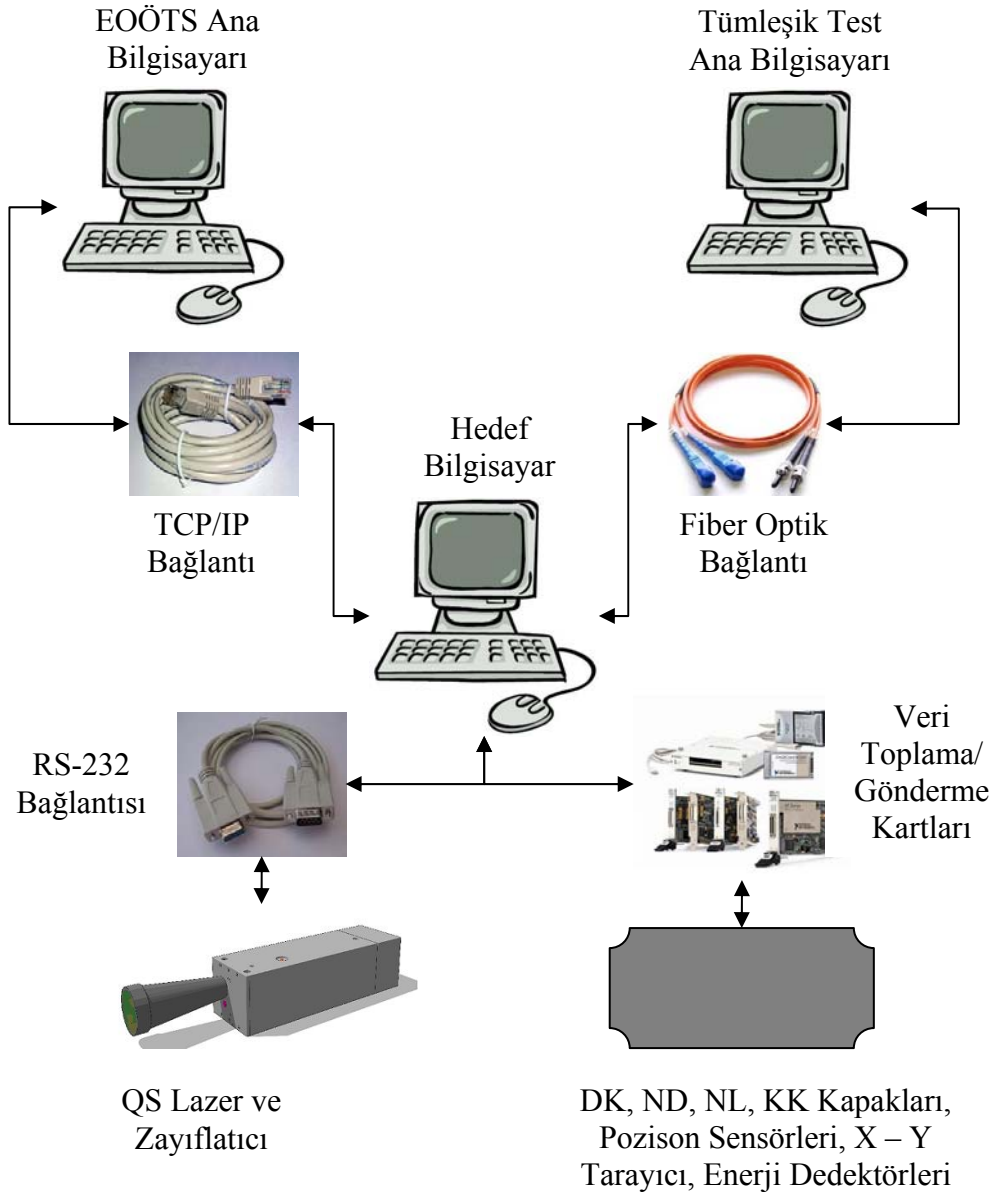 EOÖTS Ana
Bilgisayarı
Tümleşik Test
Ana Bilgisayarı
Hedef
Bilgisayar
TCP/IP
Bağlantı
Fiber Optik
Bağlantı
RS-232
Bağlantısı
Veri
Toplama/
Gönderme
Kartları
QS Lazer ve
Zayıflatıcı
DK, ND, NL, KK Kapakları,
Pozison Sensörleri, X – Y
Tarayıcı, Enerji Dedektörleri